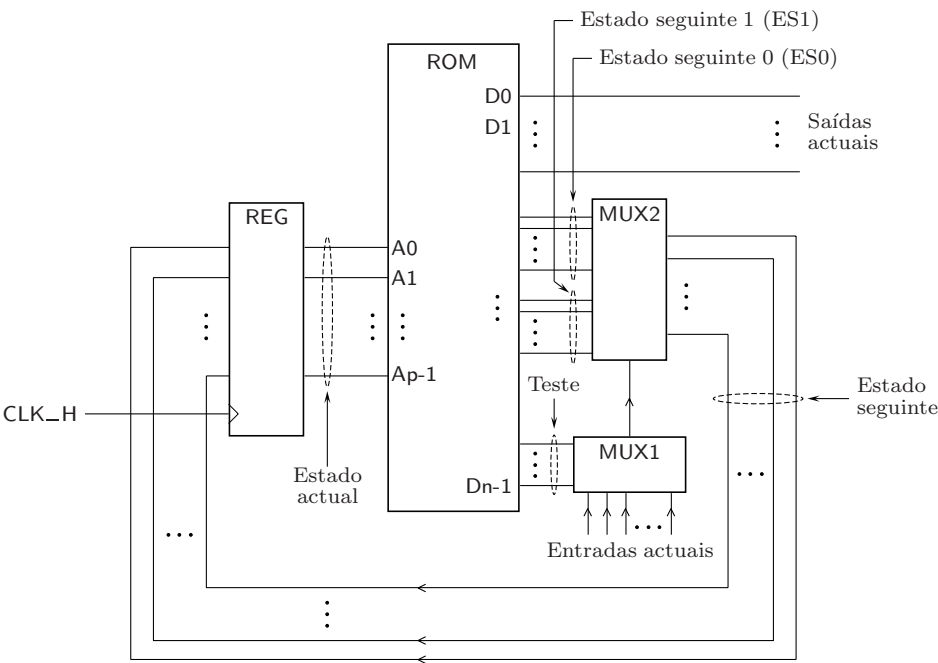 Estado seguinte 1 (ES1)
Estado seguinte 0 (ES0)
ROM
D0
D1
Saídas
actuais
REG
MUX2
A0
A1
Ap-1
Teste
Estado
seguinte
CLK_H
MUX1
Estado
actual
Dn-1
Entradas actuais